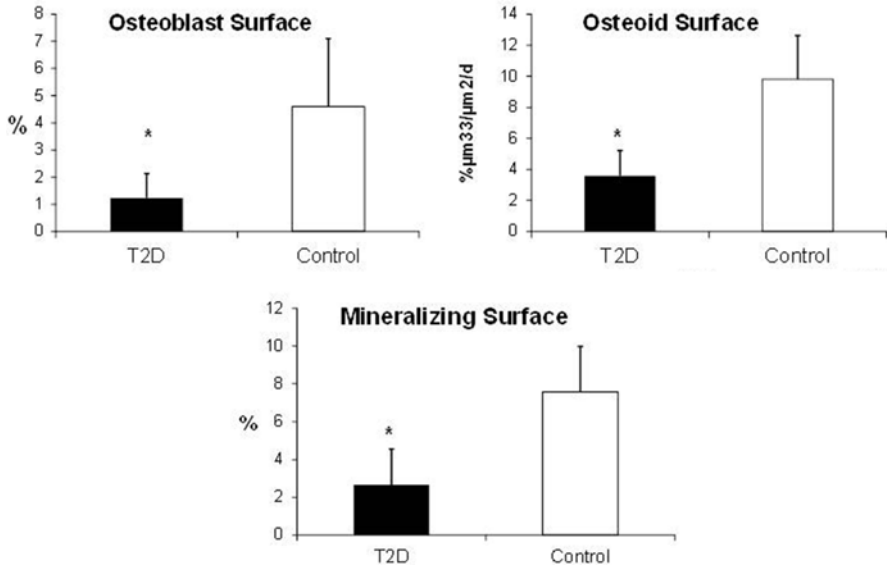 Osteoblast Surface
8
7
6
5
4
3
2
1
0
%
*
T2D
Control
Osteoid Surface
14
12
10
8
6
4
2
0
%µm33/µm2/d
*
T2D
Control
Mineralizing Surface
12
10
8
6
4
2
0
%
*
T2D
Control